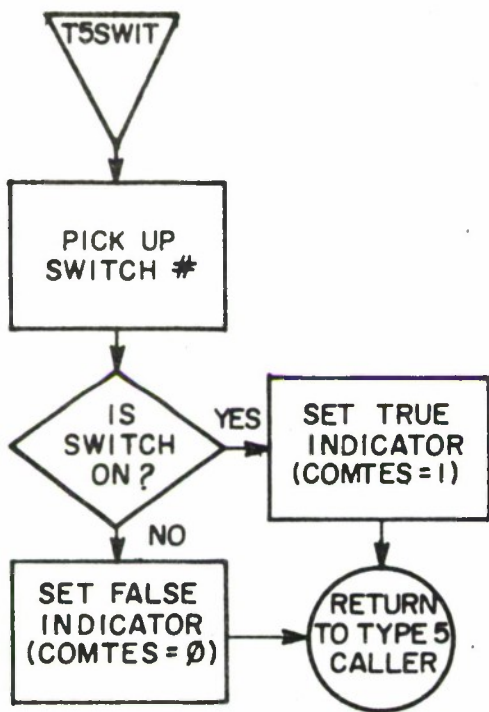 T5SWIT
PICK UP
SWITCH #
IS
SWITCH
ON?
YES
SET TRUE
INDICATOR
(COMTES=1)
NO
SET FALSE
INDICATOR
(COMTES=Ø)
RETURN
TO TYPE 5
CALLER